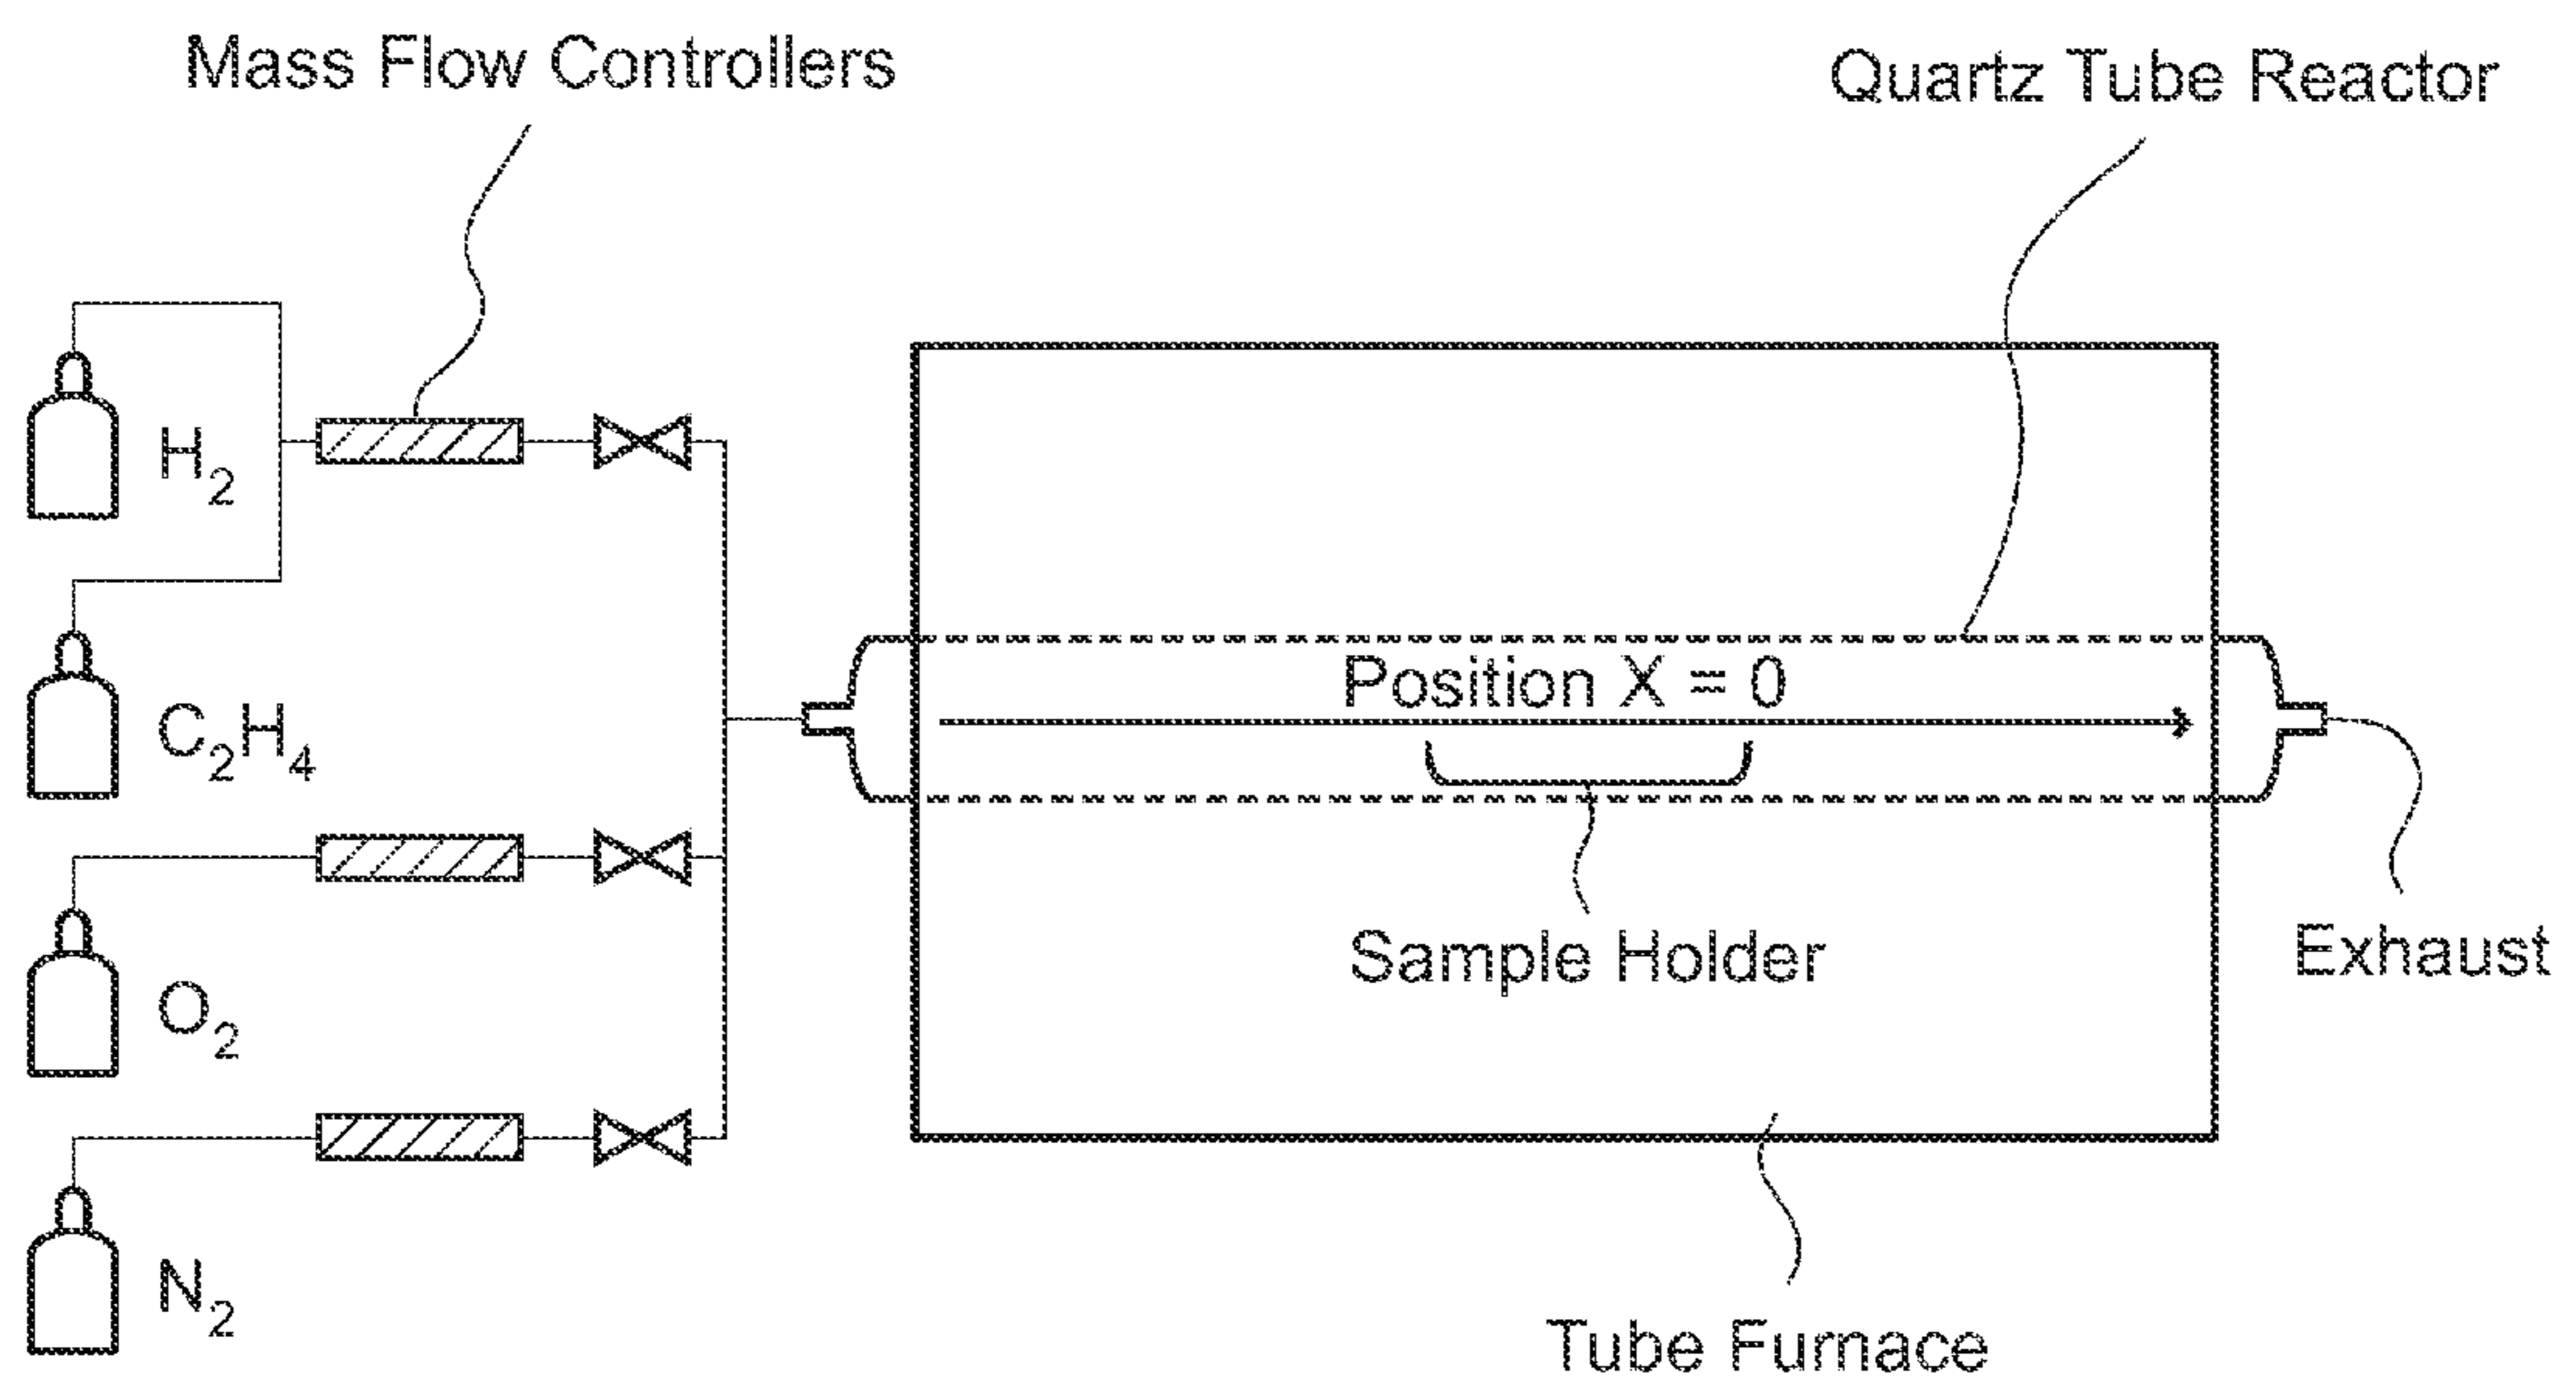 Mass Flow Controllers
Quartz Tube Reactor
H2
C2H4
Position X = 0
O2
Sample Holder
Exhaust
N2
Tube Furnace